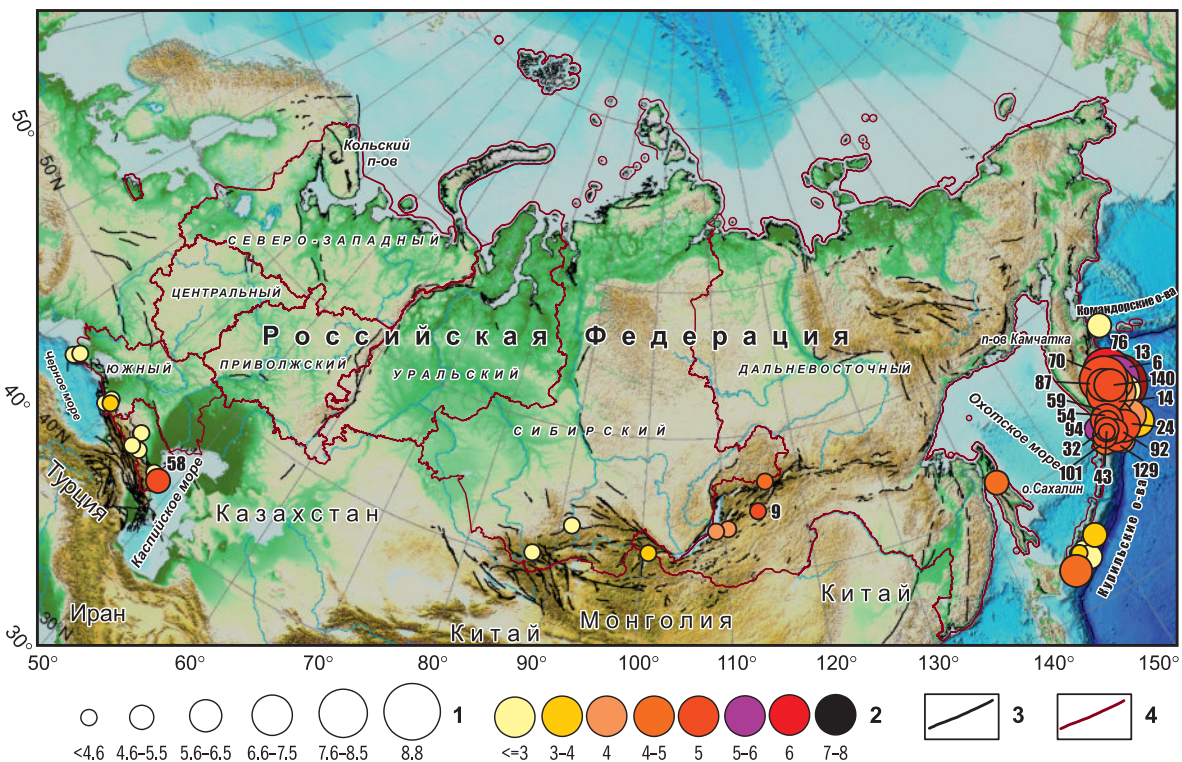 50°
50°N
40°
40°N
30°
30°N
Кольский
п-ов
СЕВЕРО-ЗАПАДНЫЙ
ЦЕНТРАЛЬНЫЙ
Российская Федерация
ЮЖНЫЙ
ПРИВОЛЖСКИЙ
УРАЛЬСКИЙ
СИБИРСКИЙ
ДАЛЬНЕВОСТОЧНЫЙ
Черное море
Турция
Каспийское море
Казахстан
Иран
Китай
Монголия
Китай
Командорские о-ва
п-ов Камчатка
Охотское море
о.Сахалин
Курильские о-ва
58
9
76
13
70
6
87
140
14
59
54
94
24
32
92
101
43
129
50° 60° 70° 80° 90° 100° 110° 120° 130° 140° 150°
1 2 3 4
<4.6 4.6–5.5 5.6–6.5 6.6–7.5 7.6–8.5 8.8 <=3 3–4 4 4–5 5 5–6 6 7–8